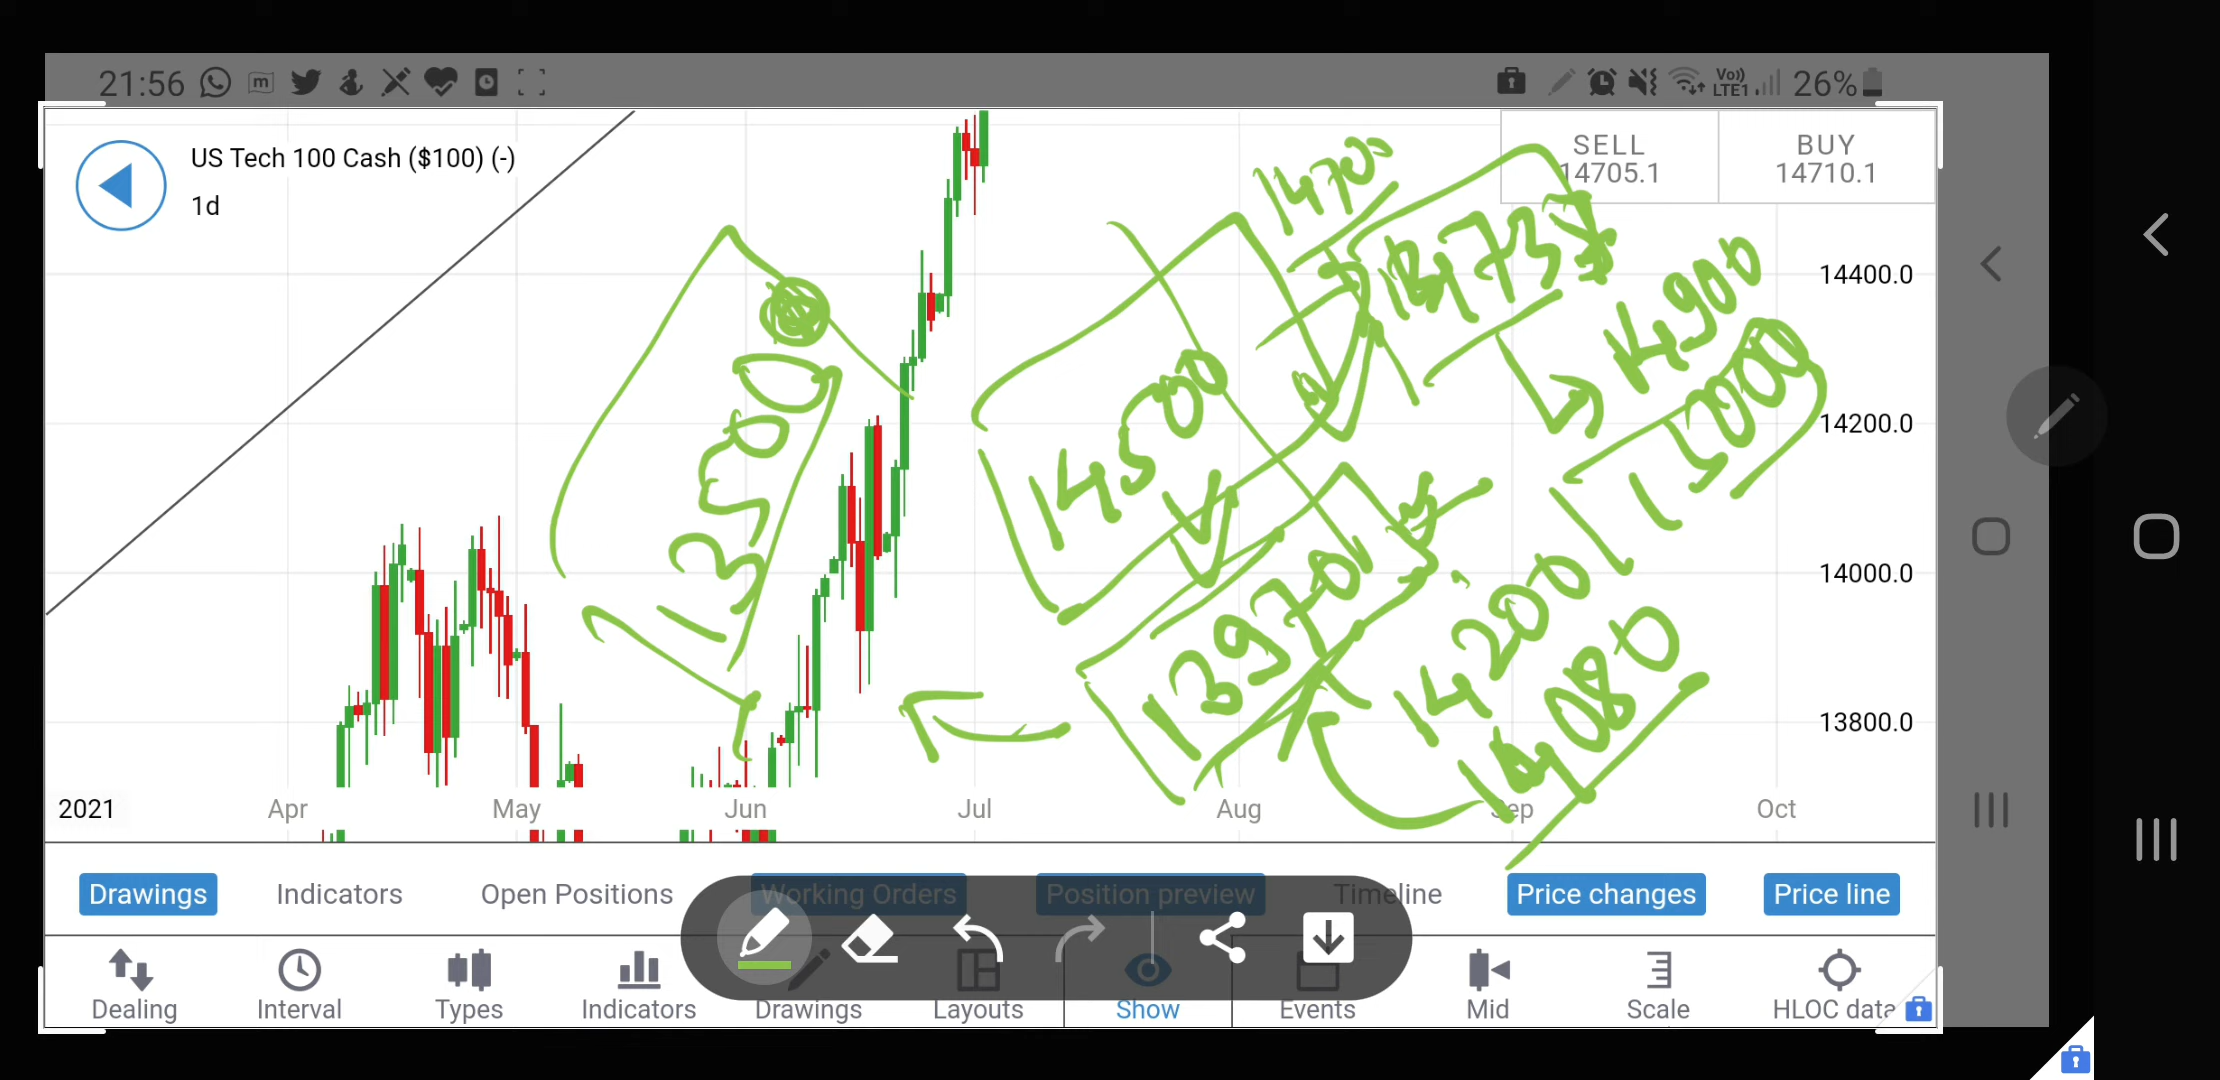 21:56
Vo))
LTE1
26%
US Tech 100 Cash ($100) (-)
1d
SELL
14705.1
BUY
14710.1
14700
14900
15000
14500
13500
13970
14200
14080
14400.0
14200.0
14000.0
13800.0
2021
Apr
May
Jun
Jul
Aug
Sep
Oct
Drawings
Indicators
Open Positions
Working Orders
Position preview
Timeline
Price changes
Price line
Dealing
Interval
Types
Indicators
Drawings
Layouts
Show
Events
Mid
Scale
HLOC data